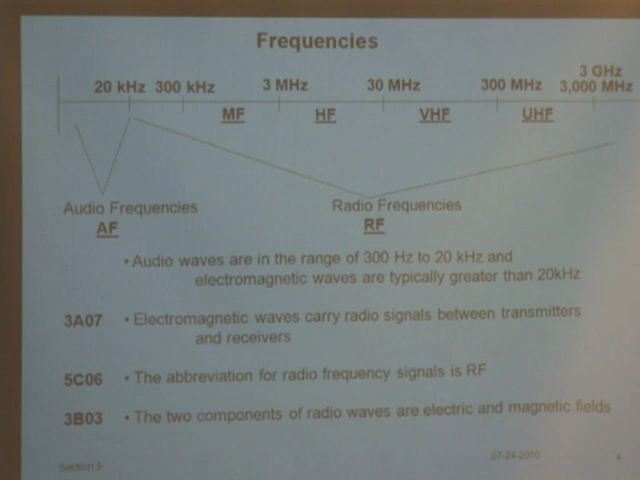 Frequencies
3 GHz
20 kHz 300 kHz 3 MHz 30 MHz 300 MHz 3,000 MHz
MF HF VHF UHF
Audio Frequencies Radio Frequencies
AF RF
• Audio waves are in the range of 300 Hz to 20 kHz and
electromagnetic waves are typically greater than 20kHz
3A07 • Electromagnetic waves carry radio signals between transmitters
and receivers
5C06 • The abbreviation for radio frequency signals is RF
3B03 • The two components of radio waves are electric and magnetic fields
Section 5 07-24-2010 4